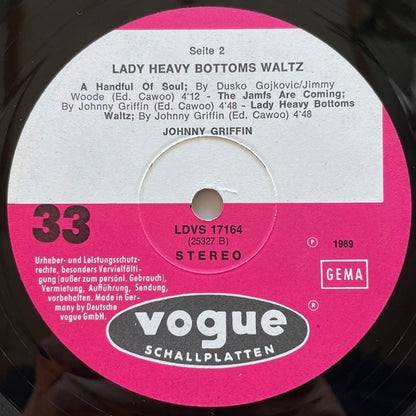 Seite 2
LADY HEAVY BOTTOMS WALTZ
A Handful Of Soul; By Dusko Gojkovic/Jimmy
Woode (Ed. Cawoo) 4'12 - The Jamfs Are Coming;
By Johnny Griffin (Ed. Cawoo) 4'48 - Lady Heavy Bottoms
Waltz; By Johnny Griffin (Ed. Cawoo) 4'48
JOHNNY GRIFFIN
33
LDVS 17164
(25327 B)
STEREO
℗ 1969
GEMA
Urheber- und Leistungsschutz-
rechte, besonders Vervielfälti-
gung (außer zu persönl. Gebrauch),
Vermietung, Aufführung, Sendung,
vorbehalten. Made in Ger-
many by Deutsche
vogue GmbH.
®
vogue
SCHALLPLATTEN